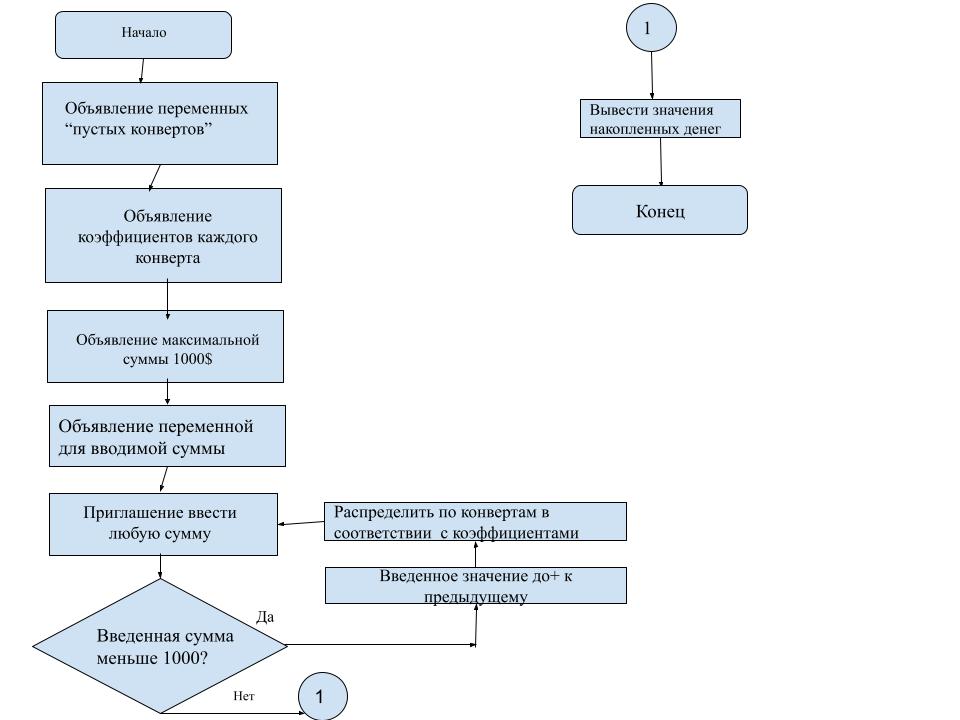 Начало
Объявление переменных
“пустых конвертов”
Объявление
коэффициентов каждого
конверта
Объявление максимальной
суммы 1000$
Объявление переменной
для вводимой суммы
Приглашение ввести
любую сумму
Распределить по конвертам в
соответствии с коэффициентами
Введенное значение до+ к
предыдущему
Да
Введенная сумма
меньше 1000?
Нет
1
1
Вывести значения
накопленных денег
Конец